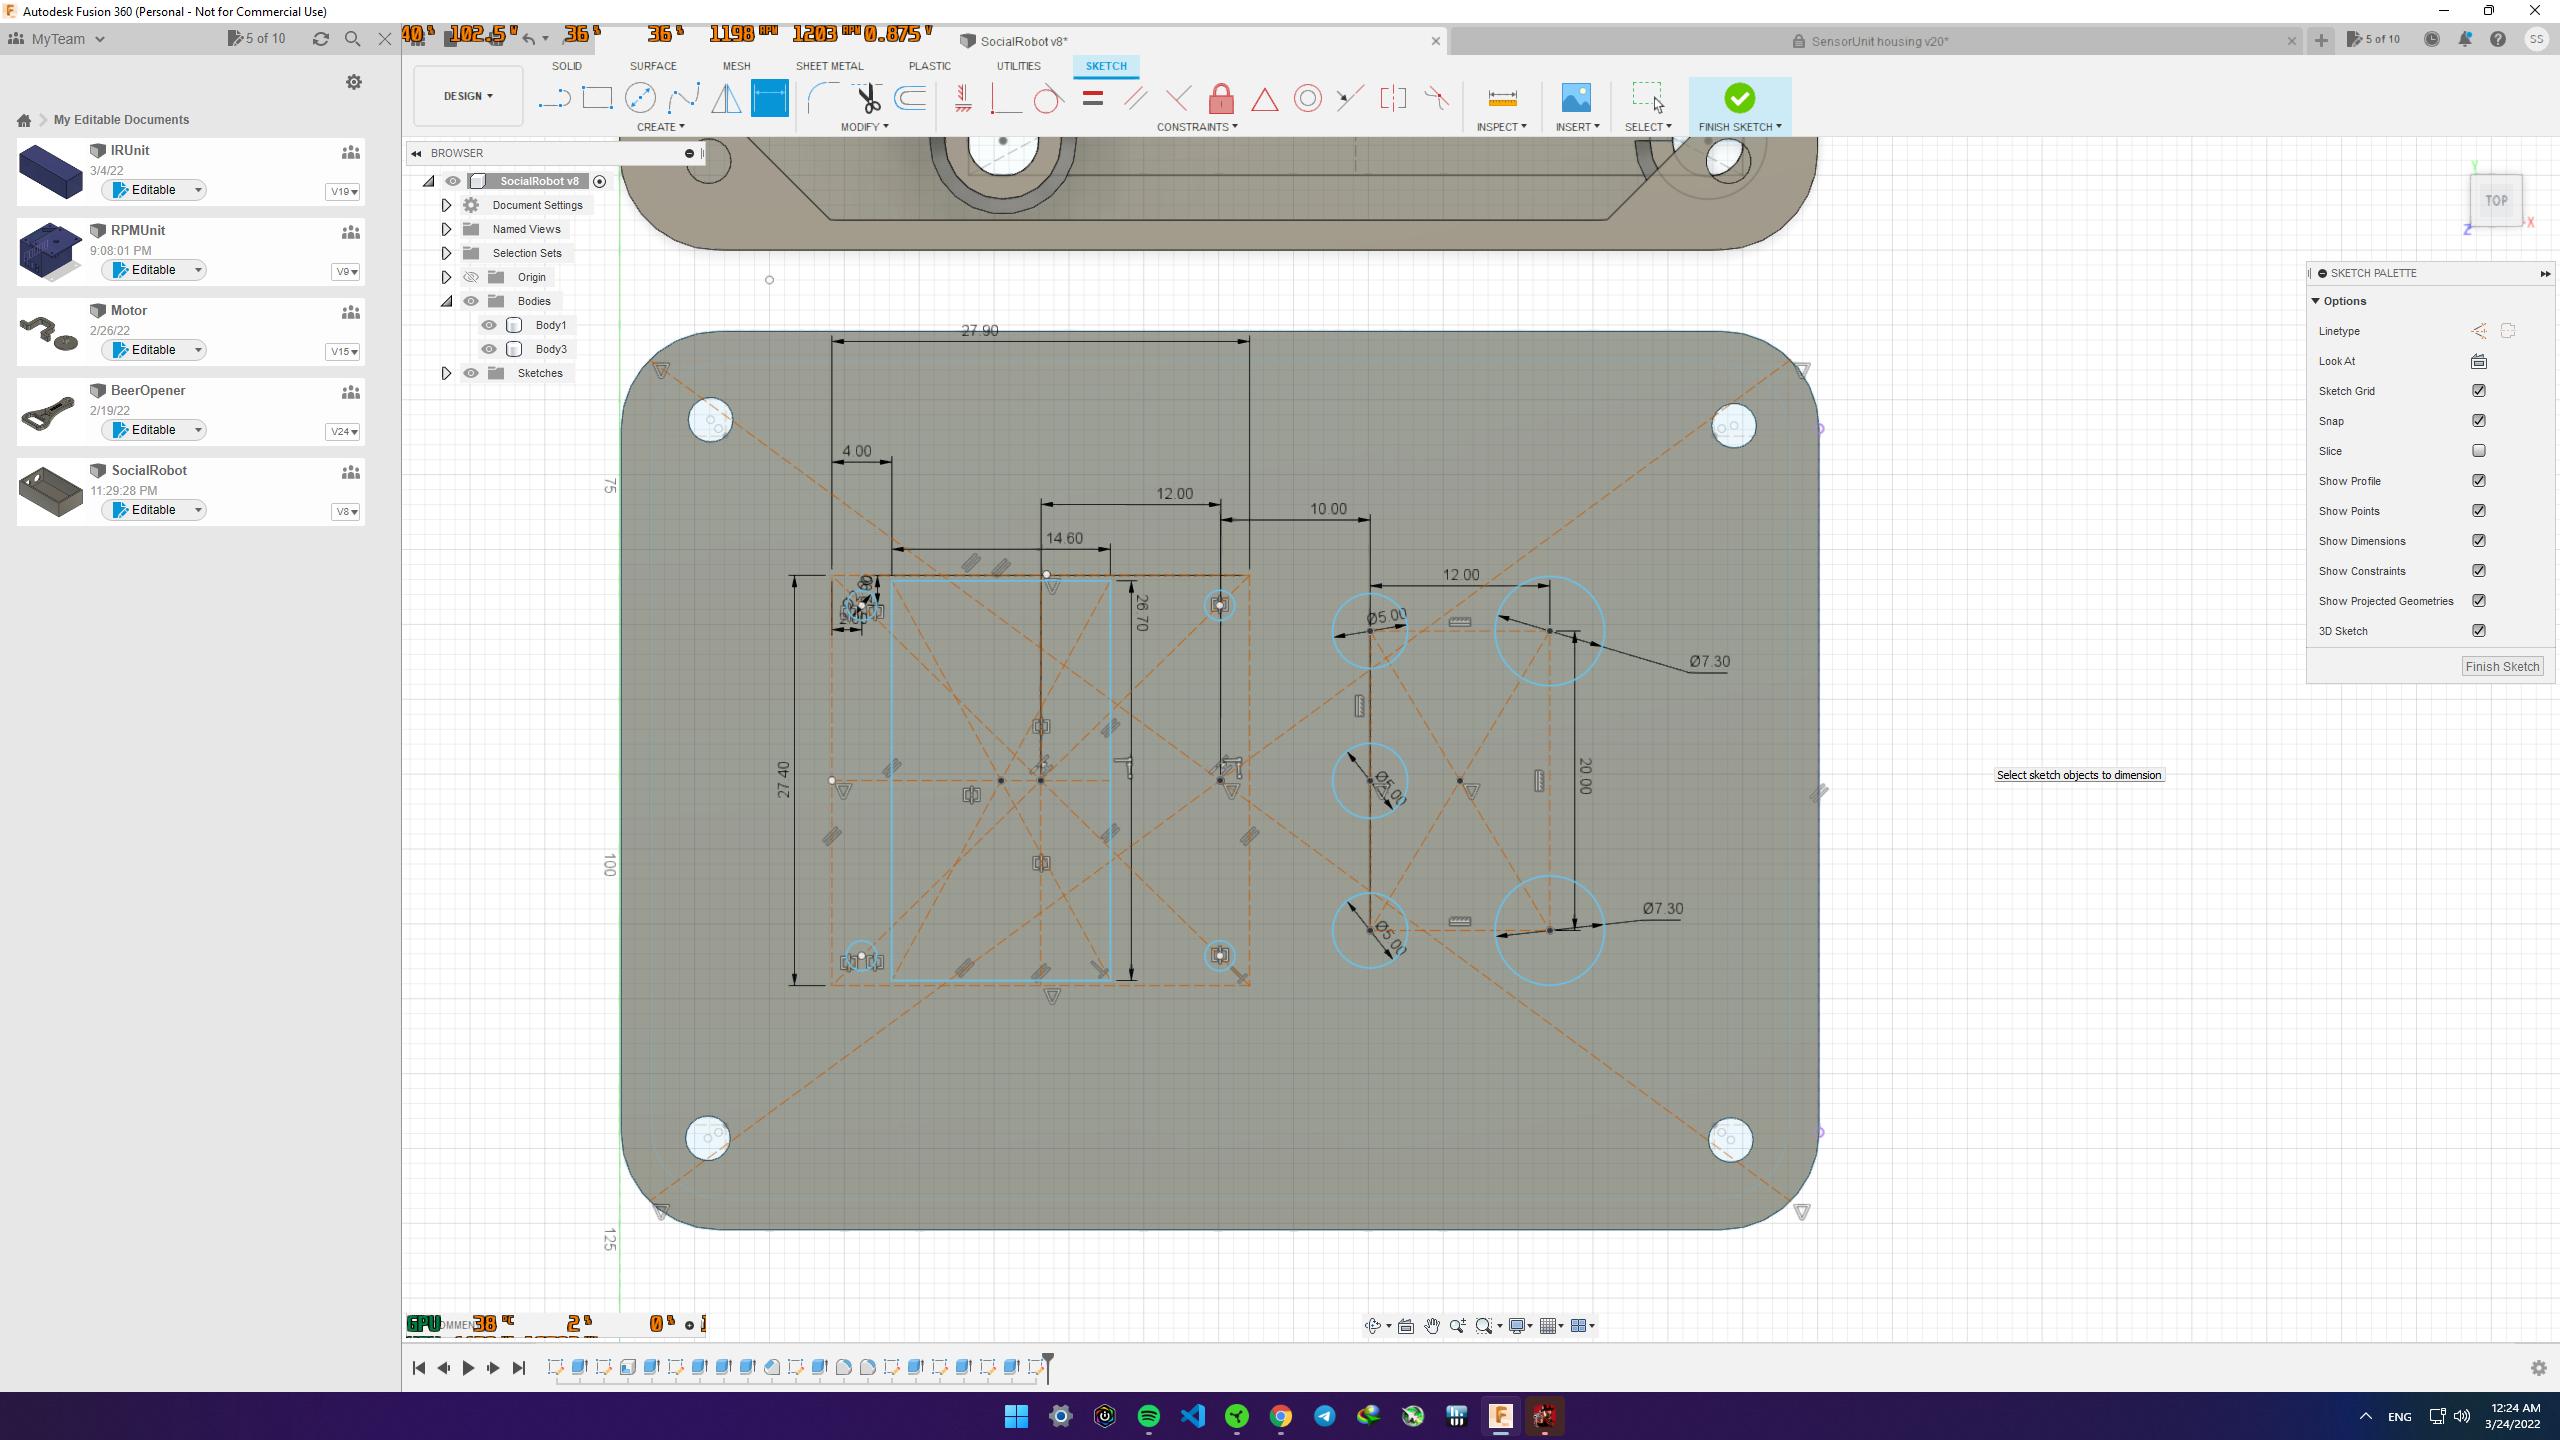 Autodesk Fusion 360 (Personal - Not for Commercial Use)
MyTeam
5 of 10
40 % 102.5 W 36 % 36 % 1198 RPM 1203 RPM 0.875 V
SocialRobot v8*
SensorUnit housing v20*
5 of 10
SS
SOLID SURFACE MESH SHEET METAL PLASTIC UTILITIES SKETCH
DESIGN
CREATE MODIFY CONSTRAINTS INSPECT INSERT SELECT FINISH SKETCH
My Editable Documents
IRUnit
3/4/22
Editable
V19
RPMUnit
9:08:01 PM
Editable
V9
Motor
2/26/22
Editable
V15
BeerOpener
2/19/22
Editable
V24
SocialRobot
11:29:28 PM
Editable
V8
BROWSER
SocialRobot v8
Document Settings
Named Views
Selection Sets
Origin
Bodies
Body1
Body3
Sketches
Y
TOP
X
Z
SKETCH PALETTE
Options
Linetype
Look At
Sketch Grid
Snap
Slice
Show Profile
Show Points
Show Dimensions
Show Constraints
Show Projected Geometries
3D Sketch
Finish Sketch
27.90
4.00
12.00
10.00
14.60
12.00
26.70
Ø5.00
Ø7.30
27.40
Ø5.00
20.00
Ø7.30
Ø5.00
75
100
125
Select sketch objects to dimension
GPU 38 °C 2 % 0 %
ENG
12:24 AM
3/24/2022